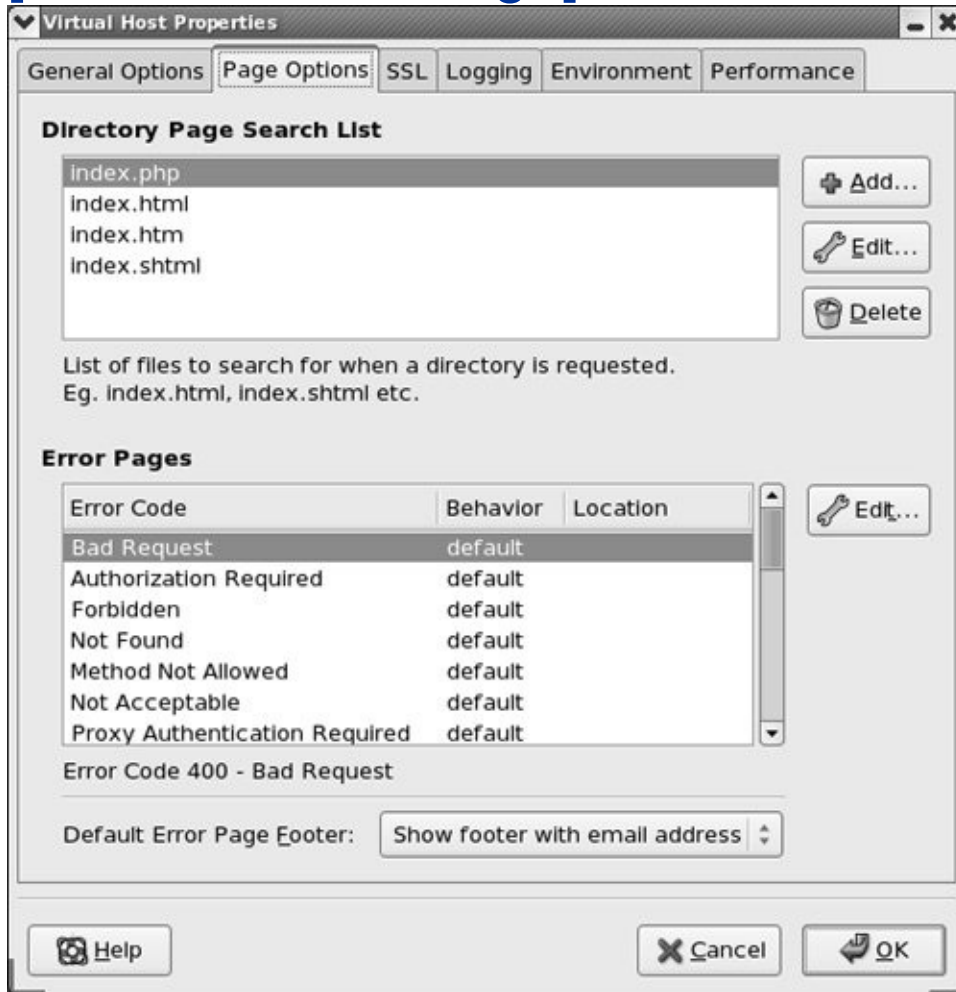 Virtual Host Properties
General Options Page Options SSL Logging Environment Performance
Directory Page Search List
index.php
index.html
index.htm
index.shtml
Add...
Edit...
Delete
List of files to search for when a directory is requested.
Eg. index.html, index.shtml etc.
Error Pages
Error Code Behavior Location
Bad Request default
Authorization Required default
Forbidden default
Not Found default
Method Not Allowed default
Not Acceptable default
Proxy Authentication Required default
Edit...
Error Code 400 - Bad Request
Default Error Page Footer: Show footer with email address
Help Cancel OK